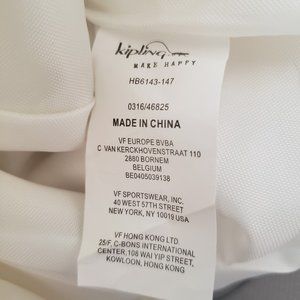 kipling
MAKE HAPPY
HB6143-147
0316/46825
MADE IN CHINA
VF EUROPE BVBA
C VAN KERCKHOVENSTRAAT 110
2880 BORNEM
BELGIUM
BE0405039138
VF SPORTSWEAR, INC.
40 WEST 57TH STREET
NEW YORK, NY 10019 USA
VF HONG KONG LTD.
25/F, C-BONS INTERNATIONAL
CENTER,108 WAI YIP STREET,
KOWLOON, HONG KONG